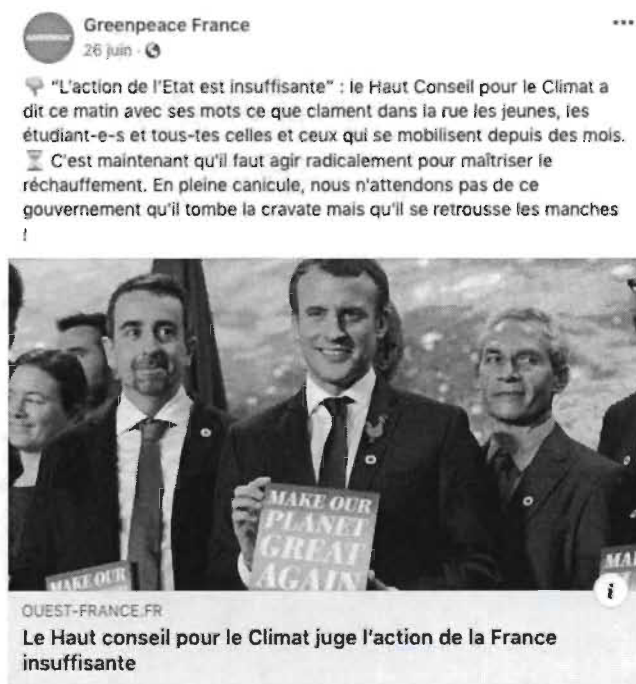 Greenpeace France
26 juin ·
"L'action de l'Etat est insuffisante" : le Haut Conseil pour le Climat a
dit ce matin avec ses mots ce que clament dans la rue les jeunes, les
étudiant-e-s et tous-tes celles et ceux qui se mobilisent depuis des mois.
⏳ C'est maintenant qu'il faut agir radicalement pour maîtriser le
réchauffement. En pleine canicule, nous n'attendons pas de ce
gouvernement qu'il tombe la cravate mais qu'il se retrousse les manches
!
MAKE OUR
PLANET
GREAT
AGAIN
MAKE OUR
MA
i
OUEST-FRANCE.FR
Le Haut conseil pour le Climat juge l'action de la France
insuffisante